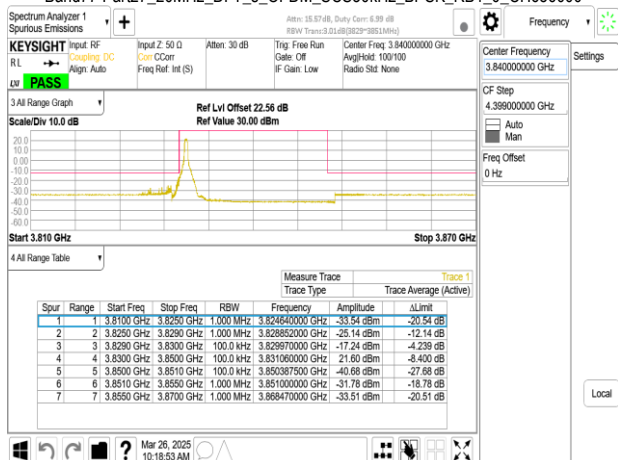 Spectrum Analyzer 1
Spurious Emissions
Attn: 15.57dB, Duty Corr: 6.99 dB
RBW Trans:3.01dB(3829~3851MHz)
Frequency
Settings
KEYSIGHT
Input: RF
Coupling: DC
Align: Auto
Input Z: 50 Ω
Corr CCorr
Freq Ref: Int (S)
Atten: 30 dB
Trig: Free Run
Gate: Off
IF Gain: Low
Center Freq: 3.840000000 GHz
Avg|Hold: 100/100
Radio Std: None
RL
LXI PASS
Center Frequency
3.840000000 GHz
CF Step
4.399000000 GHz
Auto
Man
Freq Offset
0 Hz
3 All Range Graph
Scale/Div 10.0 dB
Ref Lvl Offset 22.56 dB
Ref Value 30.00 dBm
20.0
10.0
0.00
-10.0
-20.0
-30.0
-40.0
-50.0
-60.0
Start 3.810 GHz
Stop 3.870 GHz
4 All Range Table
Measure Trace Trace 1
Trace Type Trace Average (Active)
Spur Range Start Freq Stop Freq RBW Frequency Amplitude ΔLimit
1 1 3.8100 GHz 3.8250 GHz 1.000 MHz 3.824640000 GHz -33.54 dBm -20.54 dB
2 2 3.8250 GHz 3.8290 GHz 1.000 MHz 3.828852000 GHz -25.14 dBm -12.14 dB
3 3 3.8290 GHz 3.8300 GHz 100.0 kHz 3.829970000 GHz -17.24 dBm -4.239 dB
4 4 3.8300 GHz 3.8500 GHz 100.0 kHz 3.831060000 GHz 21.60 dBm -8.400 dB
5 5 3.8500 GHz 3.8510 GHz 100.0 kHz 3.850387500 GHz -40.68 dBm -27.68 dB
6 6 3.8510 GHz 3.8550 GHz 1.000 MHz 3.851000000 GHz -31.78 dBm -18.78 dB
7 7 3.8550 GHz 3.8700 GHz 1.000 MHz 3.868470000 GHz -33.51 dBm -20.51 dB
Local
Mar 26, 2025
10:18:53 AM